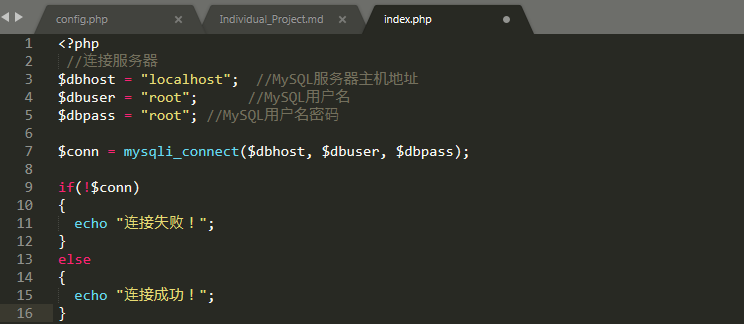 config.php Individual_Project.md index.php
1 <?php
2 //连接服务器
3 $dbhost = "localhost"; //MySQL服务器主机地址
4 $dbuser = "root"; //MySQL用户名
5 $dbpass = "root"; //MySQL用户名密码
6
7 $conn = mysqli_connect($dbhost, $dbuser, $dbpass);
8
9 if(!$conn)
10 {
11 echo "连接失败！";
12 }
13 else
14 {
15 echo "连接成功！";
16 }